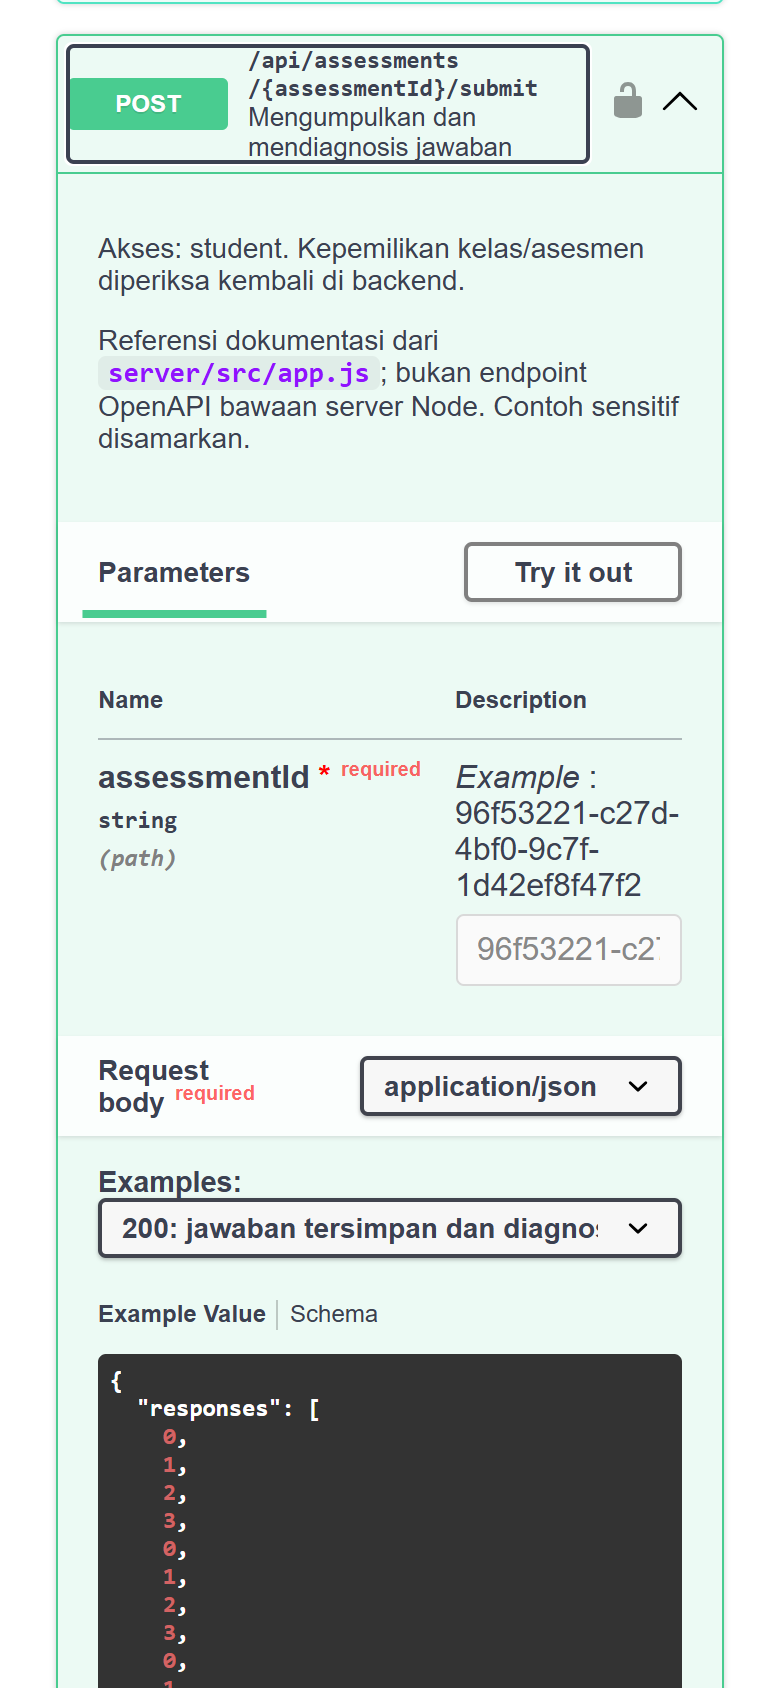 /api/assessments
POST
/{assessmentId}/submit
Mengumpulkan dan
mendiagnosis jawaban
Akses: student. Kepemilikan kelas/asesmen
diperiksa kembali di backend.
Referensi dokumentasi dari
server/src/app.js; bukan endpoint
OpenAPI bawaan server Node. Contoh sensitif
disamarkan.
Parameters
Try it out
Name
Description
assessmentId * required
string
(path)
Example :
96f53221-c27d-
4bf0-9c7f-
1d42ef8f47f2
96f53221-c27
Request
body required
application/json
Examples:
200: jawaban tersimpan dan diagnos
Example Value
Schema
{
"responses": [
0,
1,
2,
3,
0,
1,
2,
3,
0,